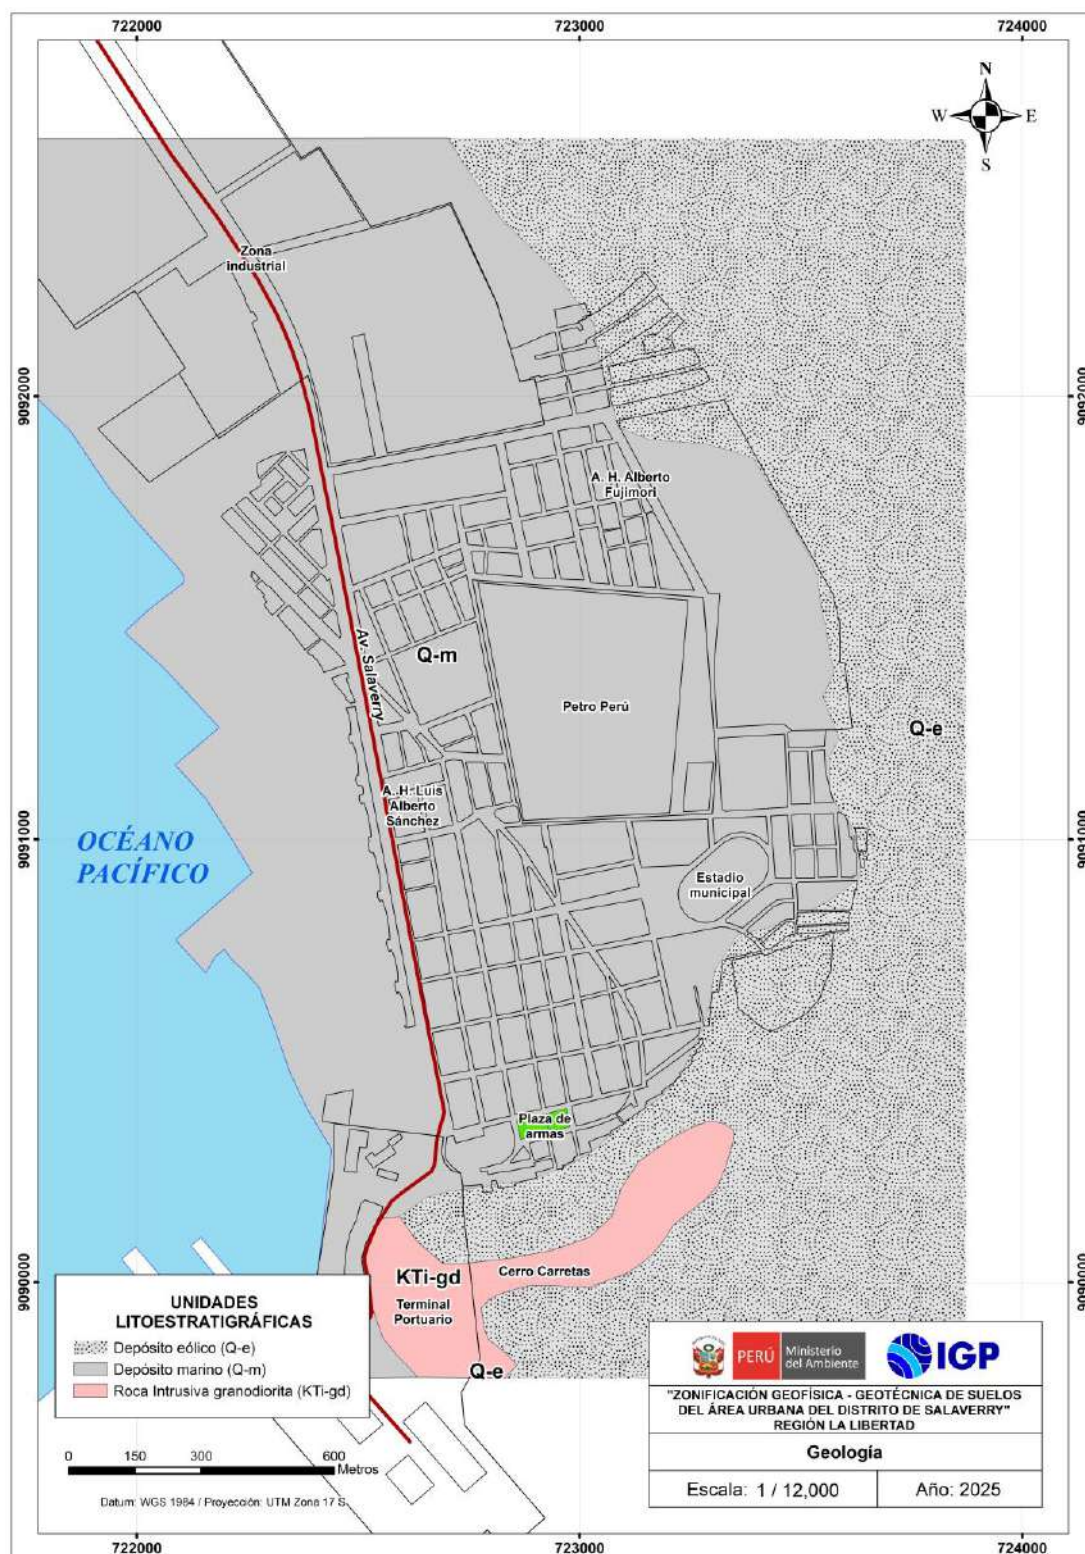 722000 723000 724000
N
W E
S
Zona
industrial
9092000 9092000
A. H. Alberto
Fujimori
Av. Salaverry
Q-m
Petro Perú
Q-e
A. H. Luis
Alberto
Sánchez
9091000 9091000
OCÉANO
PACÍFICO
Estadio
municipal
Plaza de
armas
9090000 9090000
KTi-gd
Cerro Carretas
Terminal
Portuario
Q-e
UNIDADES
LITOESTRATIGRÁFICAS
Depósito eólico (Q-e)
Depósito marino (Q-m)
Roca Intrusiva granodiorita (KTi-gd)
0 150 300 600
Metros
Datum: WGS 1984 / Proyección: UTM Zona 17 S
PERÚ
Ministerio
del Ambiente
IGP
"ZONIFICACIÓN GEOFÍSICA - GEOTÉCNICA DE SUELOS
DEL ÁREA URBANA DEL DISTRITO DE SALAVERRY"
REGIÓN LA LIBERTAD
Geología
Escala: 1 / 12,000
Año: 2025
722000 723000 724000